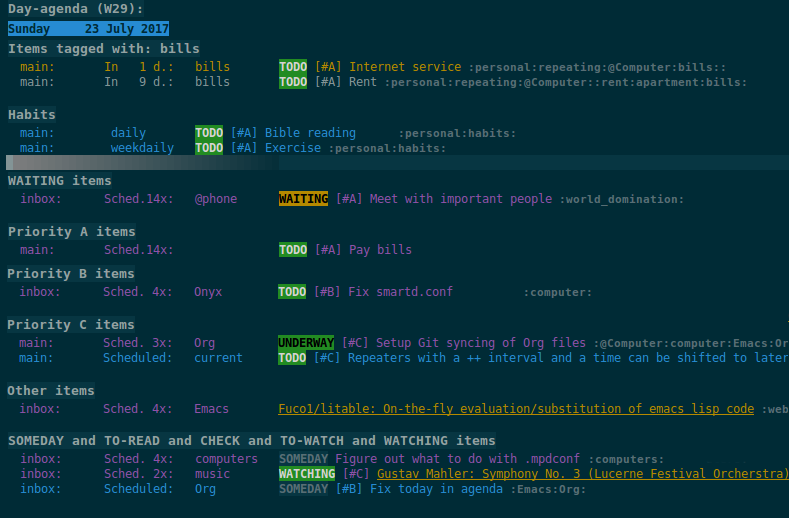 Day-agenda (W29):
Sunday     23 July 2017
Items tagged with: bills
main:       In   1 d.:   bills       TODO [#A] Internet service :personal:repeating:@Computer:bills::
main:       In   9 d.:   bills       TODO [#A] Rent :personal:repeating:@Computer::rent:apartment:bills:
Habits
main:        daily       TODO [#A] Bible reading      :personal:habits:
main:        weekdaily   TODO [#A] Exercise :personal:habits:
WAITING items
inbox:      Sched.14x:   @phone      WAITING [#A] Meet with important people :world_domination:
Priority A items
main:       Sched.14x:               TODO [#A] Pay bills
Priority B items
inbox:      Sched. 4x:   Onyx        TODO [#B] Fix smartd.conf          :computer:
Priority C items
main:       Sched. 3x:   Org         UNDERWAY [#C] Setup Git syncing of Org files :@Computer:computer:Emacs:Or
main:       Scheduled:   current     TODO [#C] Repeaters with a ++ interval and a time can be shifted to later
Other items
inbox:      Sched. 4x:   Emacs       Fuco1/litable: On-the-fly evaluation/substitution of emacs lisp code :web
SOMEDAY and TO-READ and CHECK and TO-WATCH and WATCHING items
inbox:      Sched. 4x:   computers   SOMEDAY Figure out what to do with .mpdconf :computers:
inbox:      Sched. 2x:   music       WATCHING [#C] Gustav Mahler: Symphony No. 3 (Lucerne Festival Orcherstra)
inbox:      Scheduled:   Org         SOMEDAY [#B] Fix today in agenda :Emacs:Org: